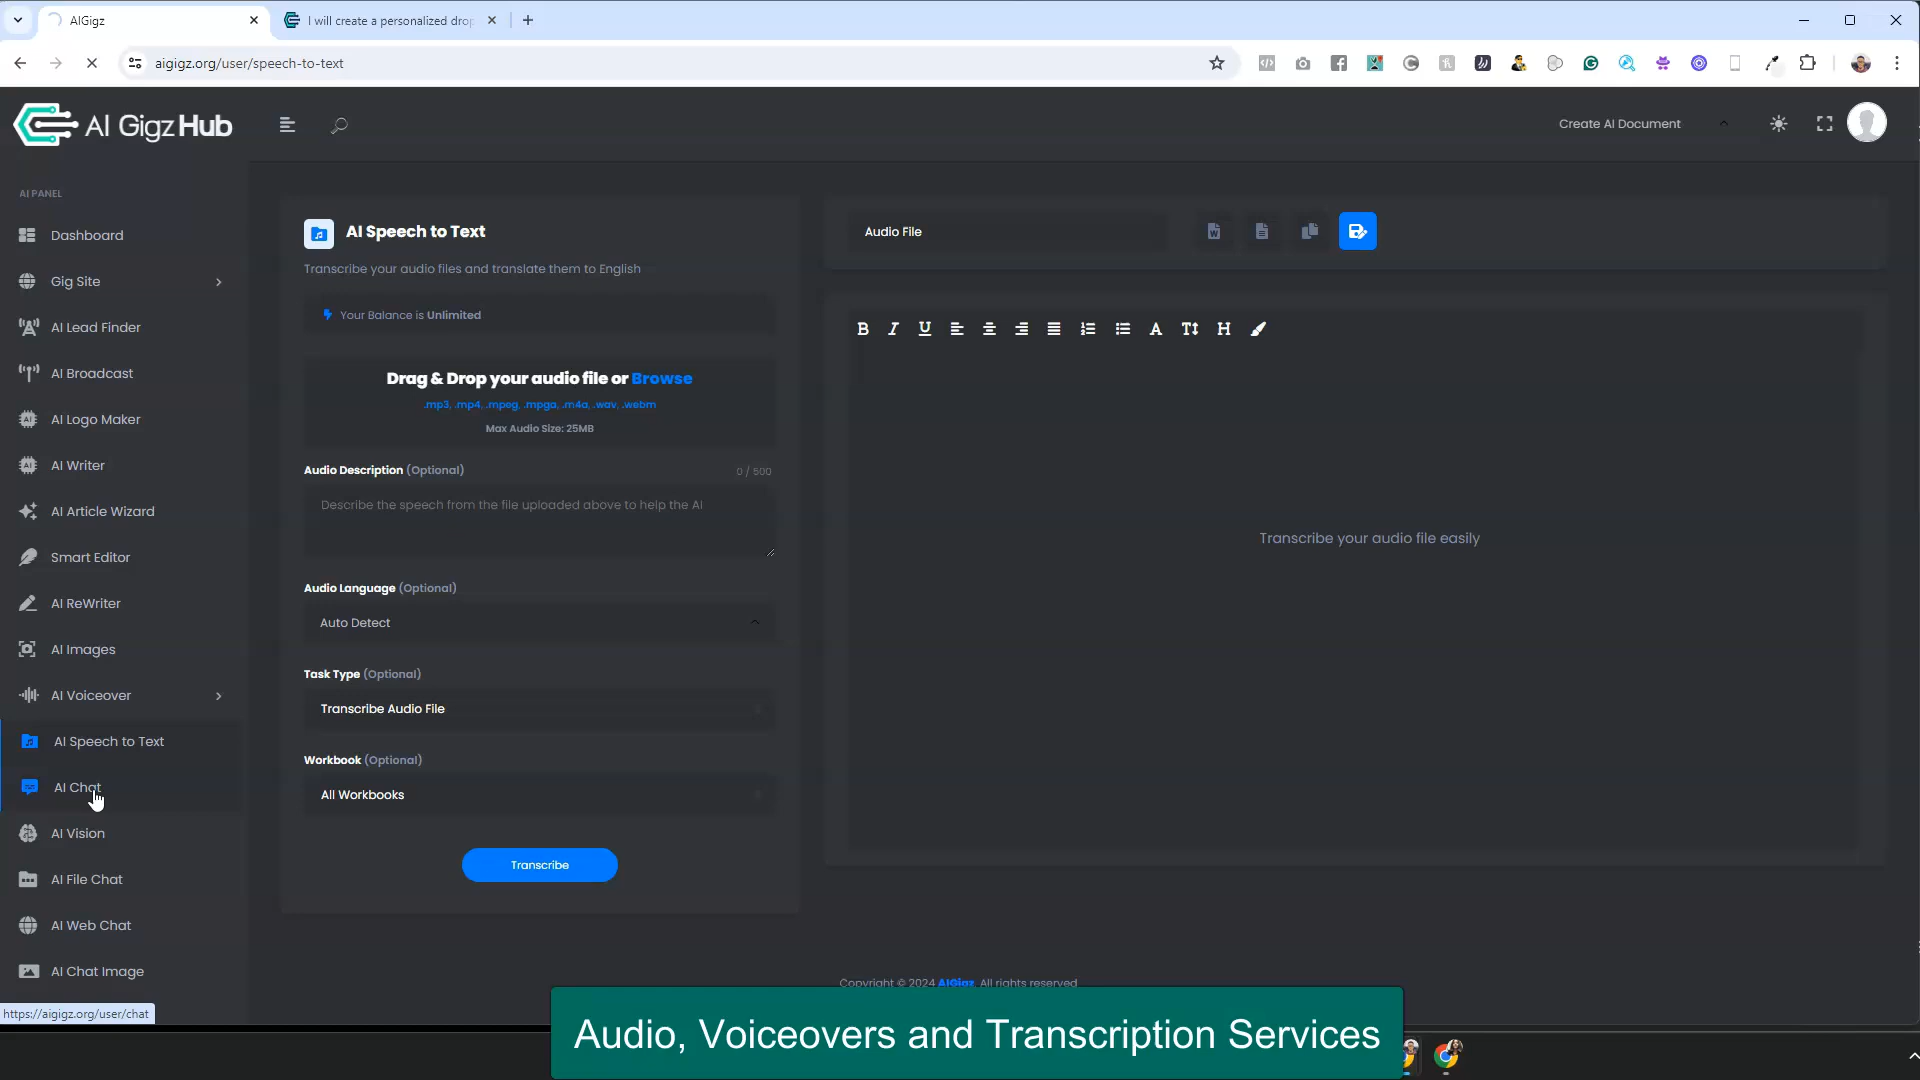 AIGigz
I will create a personalized drop
aigigz.org/user/speech-to-text
AI Gigz Hub
Create AI Document
AI PANEL
Dashboard
Gig Site
AI Lead Finder
AI Broadcast
AI Logo Maker
AI Writer
AI Article Wizard
Smart Editor
AI ReWriter
AI Images
AI Voiceover
AI Speech to Text
AI Chat
AI Vision
AI File Chat
AI Web Chat
AI Chat Image
https://aigigz.org/user/chat
AI Speech to Text
Transcribe your audio files and translate them to English
Your Balance is Unlimited
Drag & Drop your audio file or Browse
.mp3, .mp4, .mpeg, .mpga, .m4a, .wav, .webm
Max Audio Size: 25MB
Audio Description (Optional)
0 / 500
Describe the speech from the file uploaded above to help the AI
Audio Language (Optional)
Auto Detect
Task Type (Optional)
Transcribe Audio File
Workbook (Optional)
All Workbooks
Transcribe
Audio File
Transcribe your audio file easily
Copyright © 2024 AIGigz. All rights reserved
Audio, Voiceovers and Transcription Services